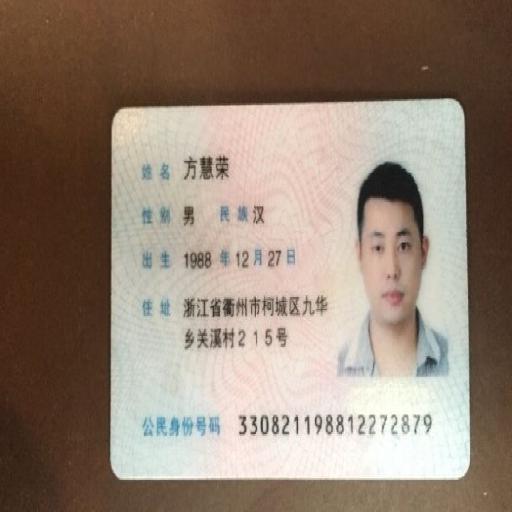 姓名 方慧荣
性别 男 民族 汉
出生 1988 年 12 月 27 日
住址 浙江省衢州市柯城区九华
乡关溪村215号
公民身份号码 330821198812272879